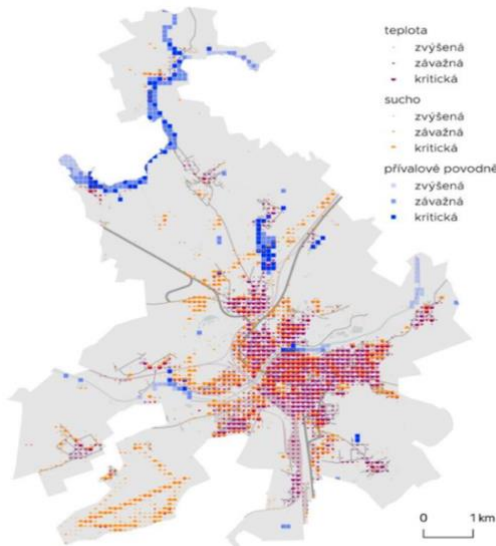 teplota
zvýšená
závažná
kritická
sucho
zvýšená
závažná
kritická
přívalové povodně
zvýšená
závažná
kritická
0 1 km